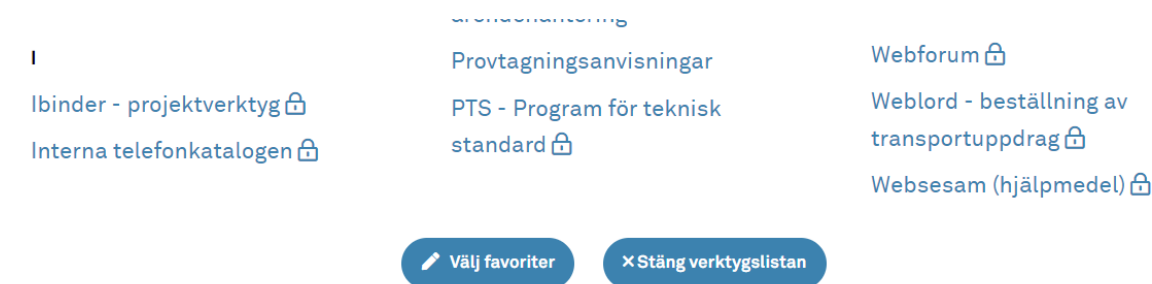 I
Ibinder - projektverktyg
Interna telefonkatalogen
Provtagningsanvisningar
PTS - Program för teknisk
standard
Webforum
Weblord - beställning av
transportuppdrag
Websesam (hjälpmedel)
Välj favoriter
×Stäng verktygslistan